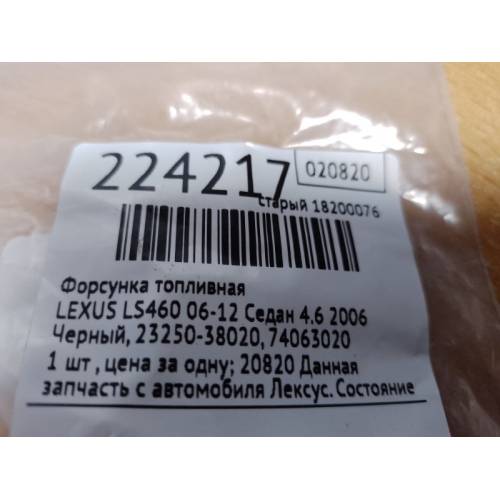 224217
020820
старый 18200076
Форсунка топливная
LEXUS LS460 06-12 Седан 4.6 2006
Черный, 23250-38020, 74063020
1 шт , цена за одну; 20820 Данная
запчасть с автомобиля Лексус. Состояние